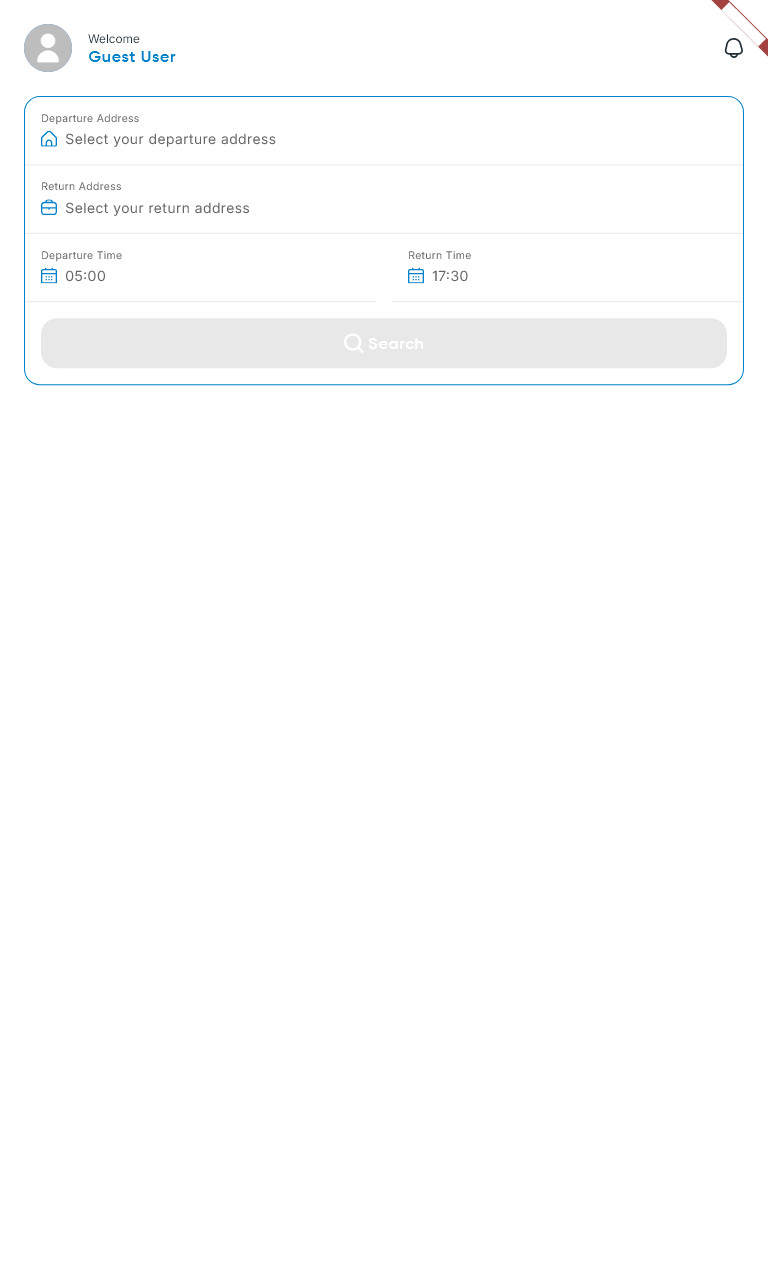 Welcome
Guest User
Departure Address
Select your departure address
Return Address
Select your return address
Departure Time
Return Time
05:00
17:30
Search